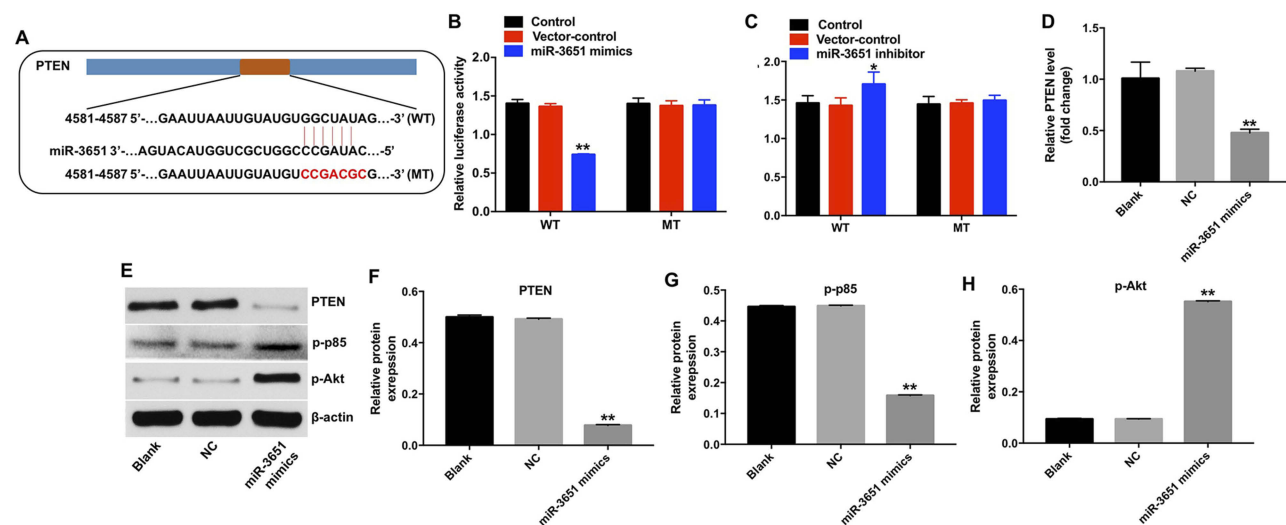 A
PTEN
4581-4587 5’-...GAAUUAAUUGUAUGUGGCUAUAG...-3’ (WT)
miR-3651 3’-...AGUACAUGGUCGCUGGCCCGAUAC...-5’
4581-4587 5’-...GAAUUAAUUGUAUGUCCGACGCG...-3’ (MT)
B
Control
Vector-control
miR-3651 mimics
Relative luciferase activity
2.0
1.5
1.0
0.5
0.0
**
WT
MT
C
Control
Vector-control
miR-3651 inhibitor
2.0
1.5
1.0
0.5
0.0
*
WT
MT
D
Relative PTEN level
(fold change)
1.5
1.0
0.5
0.0
**
Blank
NC
miR-3651 mimics
E
PTEN
p-p85
p-Akt
β-actin
Blank
NC
miR-3651
mimics
F
PTEN
Relative protein
exrepssion
0.6
0.4
0.2
0.0
**
Blank
NC
miR-3651 mimics
G
p-p85
Relative protein
exrepssion
0.5
0.4
0.3
0.2
0.1
0.0
**
Blank
NC
miR-3651 mimics
H
p-Akt
Relative protein
exrepssion
0.6
0.4
0.2
0.0
**
Blank
NC
miR-3651 mimics